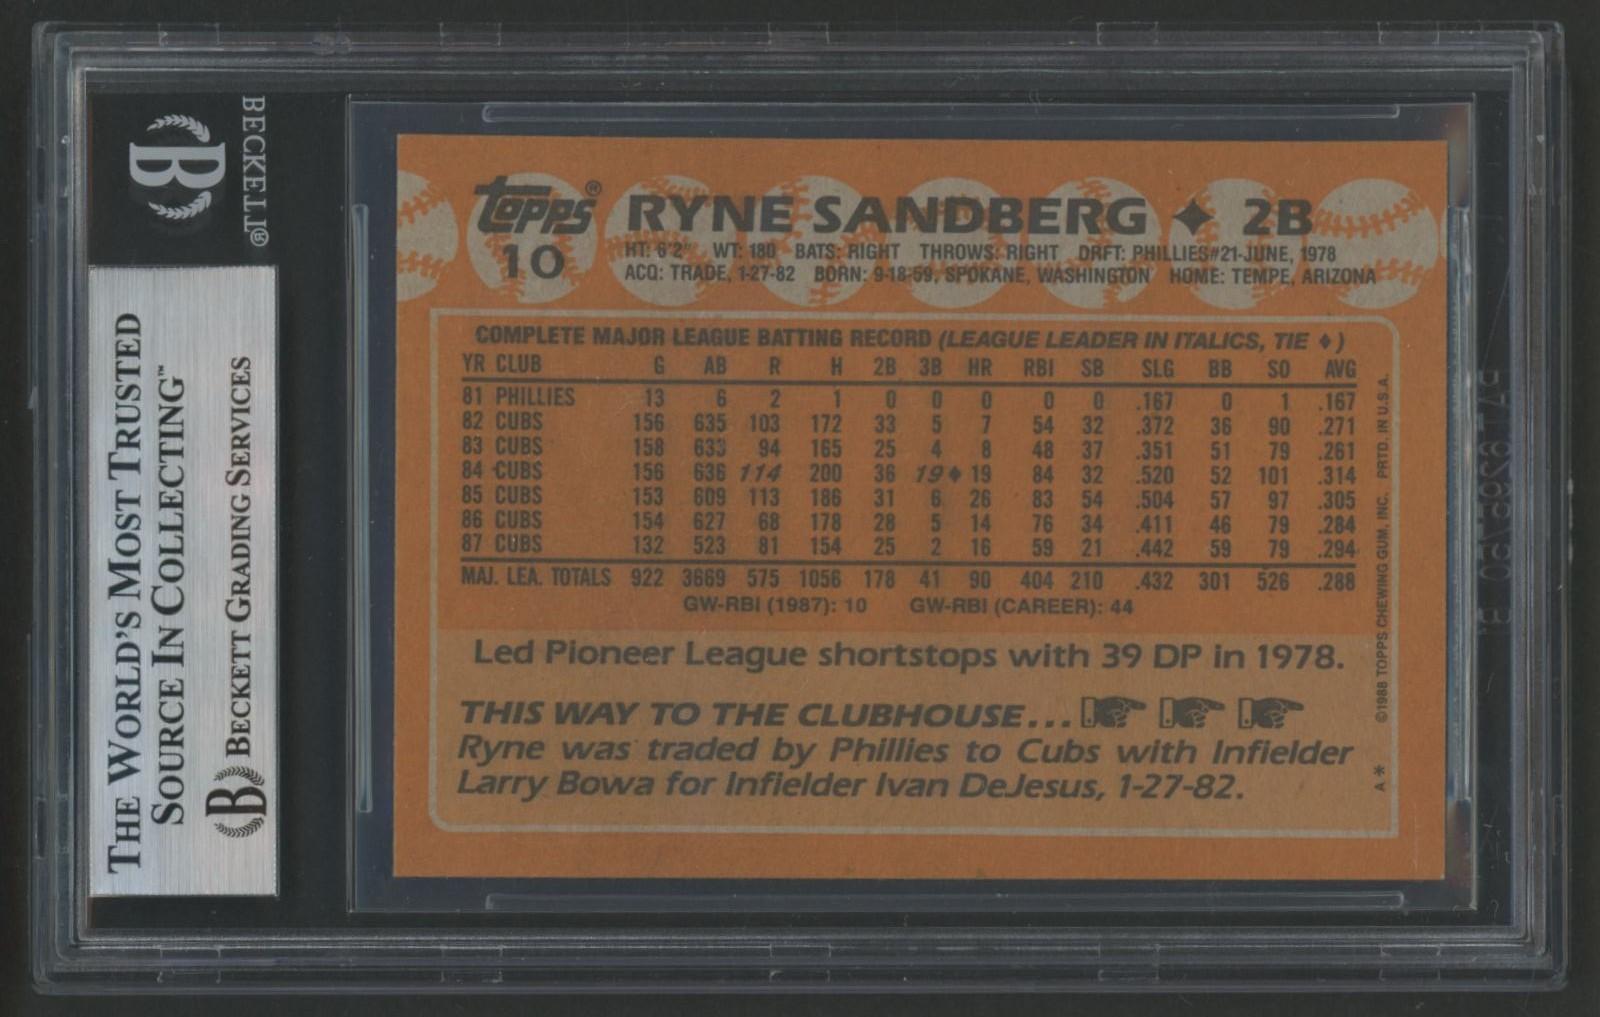 BECKETT®
B
THE WORLD'S MOST TRUSTED
SOURCE IN COLLECTING™
B BECKETT GRADING SERVICES
topps® RYNE SANDBERG ✦ 2B
10
HT: 6'2" WT: 180 BATS: RIGHT THROWS: RIGHT DRFT: PHILLIES#21-JUNE, 1978
ACQ: TRADE, 1-27-82 BORN: 9-18-59, SPOKANE, WASHINGTON HOME: TEMPE, ARIZONA
COMPLETE MAJOR LEAGUE BATTING RECORD (LEAGUE LEADER IN ITALICS, TIE ♦)
YR CLUB G AB R H 2B 3B HR RBI SB SLG BB SO AVG
81 PHILLIES 13 6 2 1 0 0 0 0 0 .167 0 1 .167
82 CUBS 156 635 103 172 33 5 7 54 32 .372 36 90 .271
83 CUBS 158 633 94 165 25 4 8 48 37 .351 51 79 .261
84 CUBS 156 636 114 200 36 19♦ 19 84 32 .520 52 101 .314
85 CUBS 153 609 113 186 31 6 26 83 54 .504 57 97 .305
86 CUBS 154 627 68 178 28 5 14 76 34 .411 46 79 .284
87 CUBS 132 523 81 154 25 2 16 59 21 .442 59 79 .294
MAJ. LEA. TOTALS 922 3669 575 1056 178 41 90 404 210 .432 301 526 .288
GW-RBI (1987): 10 GW-RBI (CAREER): 44
Led Pioneer League shortstops with 39 DP in 1978.
THIS WAY TO THE CLUBHOUSE...
Ryne was traded by Phillies to Cubs with Infielder
Larry Bowa for Infielder Ivan DeJesus, 1-27-82.
A* ©1988 TOPPS CHEWING GUM, INC. PRTD. IN U.S.A.